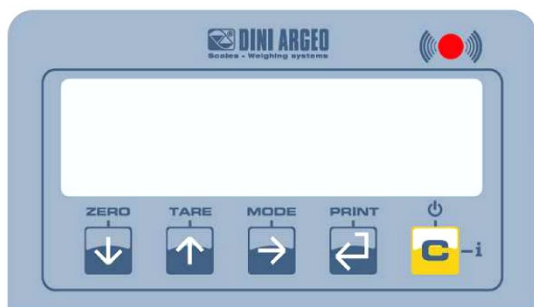 DINI ARGEO
Scales - Weighing systems
ZERO TARE MODE PRINT
C - i